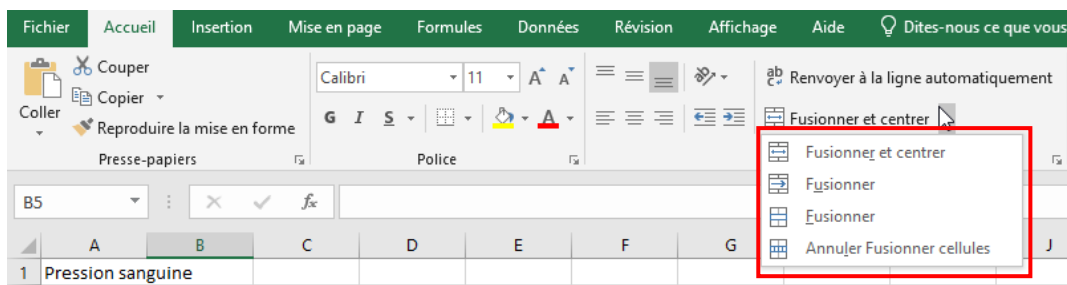 Fichier Accueil Insertion Mise en page Formules Données Révision Affichage Aide Dites-nous ce que vous
Couper
Copier
Coller
Reproduire la mise en forme
Presse-papiers
Calibri 11 A A
G I S A
Police
ab Renvoyer à la ligne automatiquement
Fusionner et centrer
Fusionner et centrer
Fusionner
Fusionner
Annuler Fusionner cellules
B5 fx
A B C D E F G J
1 Pression sanguine